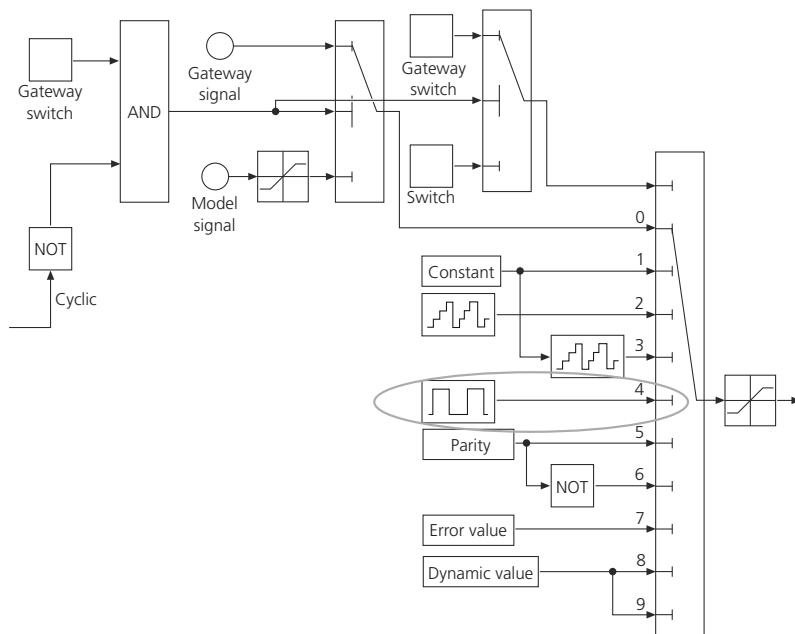 Gateway
switch
AND
Gateway
signal
Model
signal
NOT
Cyclic
Gateway
switch
Switch
0
Constant
1
2
3
4
Parity
5
NOT
6
Error value
7
Dynamic value
8
9